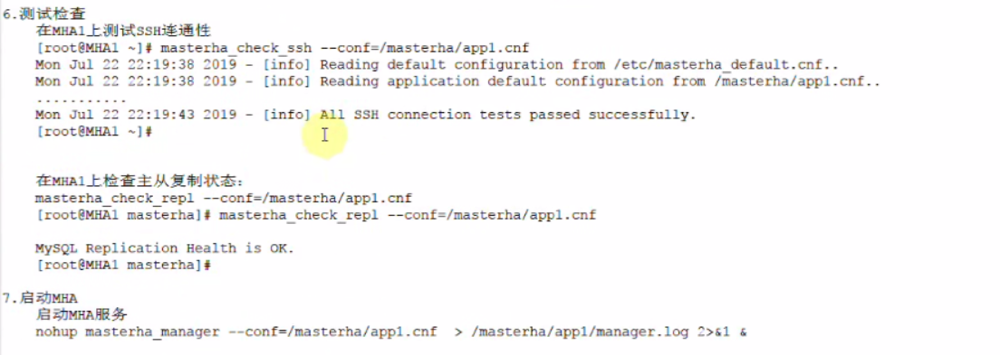 6.测试检查
在MHA1上测试SSH连通性
[root@MHA1 ~]# masterha_check_ssh --conf=/masterha/app1.cnf
Mon Jul 22 22:19:38 2019 - [info] Reading default configuration from /etc/masterha_default.cnf..
Mon Jul 22 22:19:38 2019 - [info] Reading application default configuration from /masterha/app1.cnf..
...........
Mon Jul 22 22:19:43 2019 - [info] All SSH connection tests passed successfully.
[root@MHA1 ~]#
在MHA1上检查主从复制状态:
masterha_check_repl --conf=/masterha/app1.cnf
[root@MHA1 masterha]# masterha_check_repl --conf=/masterha/app1.cnf
MySQL Replication Health is OK.
[root@MHA1 masterha]#
7.启动MHA
启动MHA服务
nohup masterha_manager --conf=/masterha/app1.cnf  > /masterha/app1/manager.log 2>&1 &